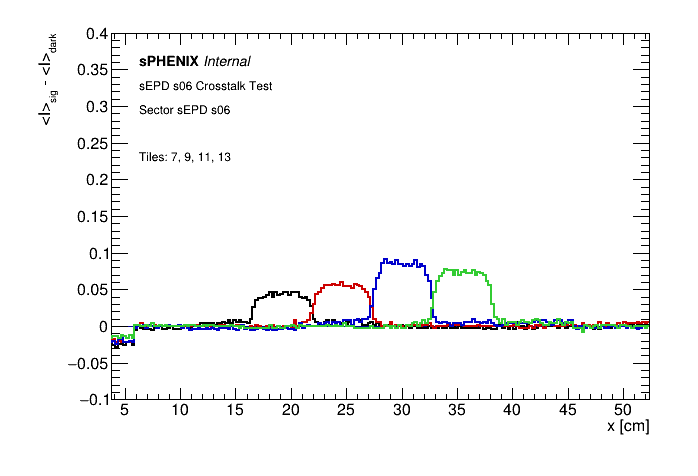 <I>sig - <I>dark
0.4
0.35
0.3
0.25
0.2
0.15
0.1
0.05
0
−0.05
−0.1
sPHENIX Internal
sEPD s06 Crosstalk Test
Sector sEPD s06
Tiles: 7, 9, 11, 13
5 10 15 20 25 30 35 40 45 50
x [cm]